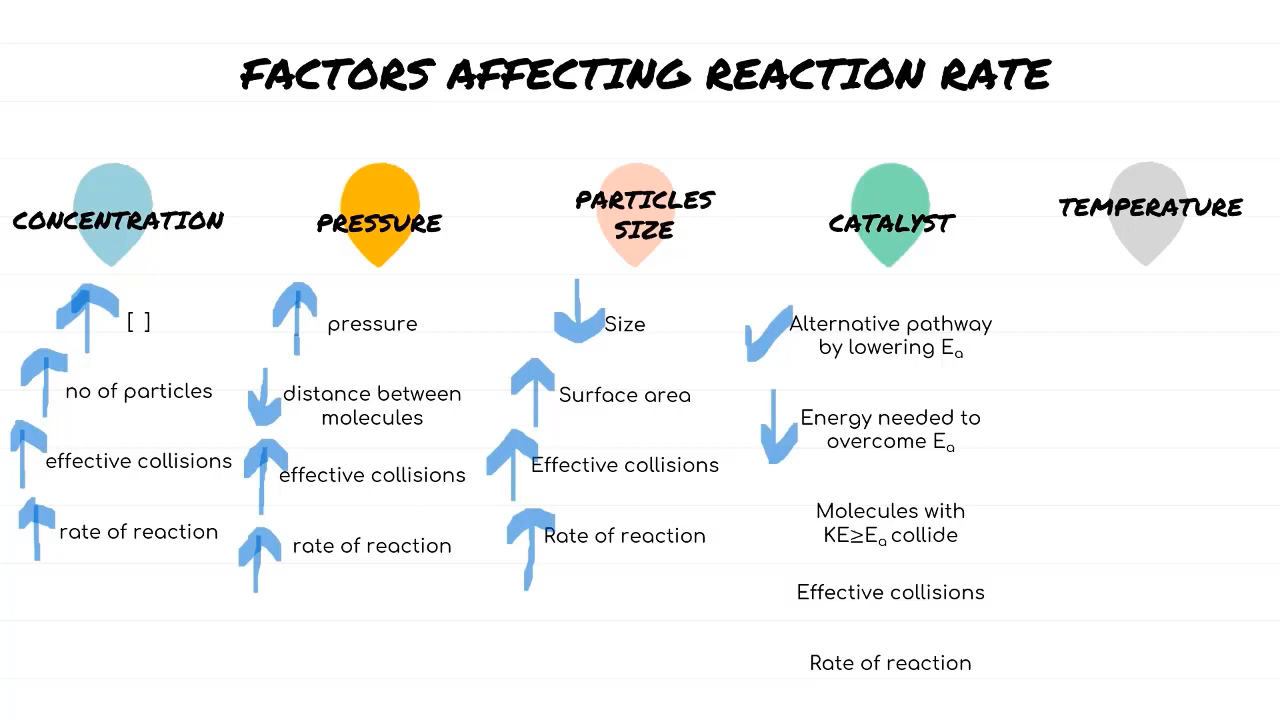 FACTORS AFFECTING REACTION RATE
CONCENTRATION
[ ]
no of particles
effective collisions
rate of reaction
PRESSURE
pressure
distance between
molecules
effective collisions
rate of reaction
PARTICLES
SIZE
Size
Surface area
Effective collisions
Rate of reaction
CATALYST
Alternative pathway
by lowering Eₐ
Energy needed to
overcome Eₐ
Molecules with
KE≥Eₐ collide
Effective collisions
Rate of reaction
TEMPERATURE